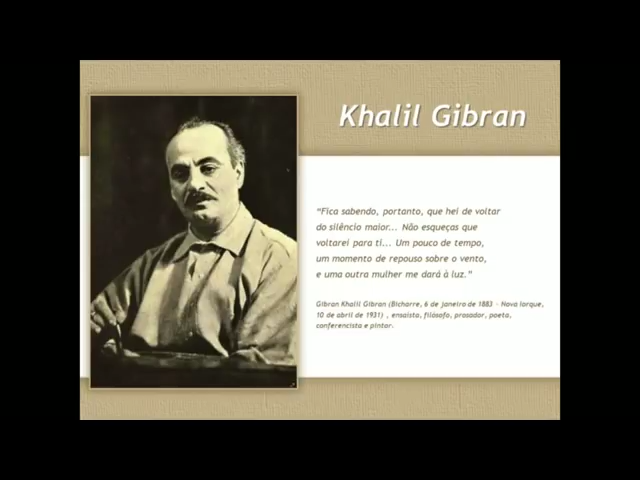 Khalil Gibran
“Fica sabendo, portanto, que hei de voltar
do silêncio maior... Não esqueças que
voltarei para ti... Um pouco de tempo,
um momento de repouso sobre o vento,
e uma outra mulher me dará à luz.”
Gibran Khalil Gibran (Bicharre, 6 de janeiro de 1883 – Nova Iorque,
10 de abril de 1931) , ensaísta, filósofo, prosador, poeta,
conferencista e pintor.